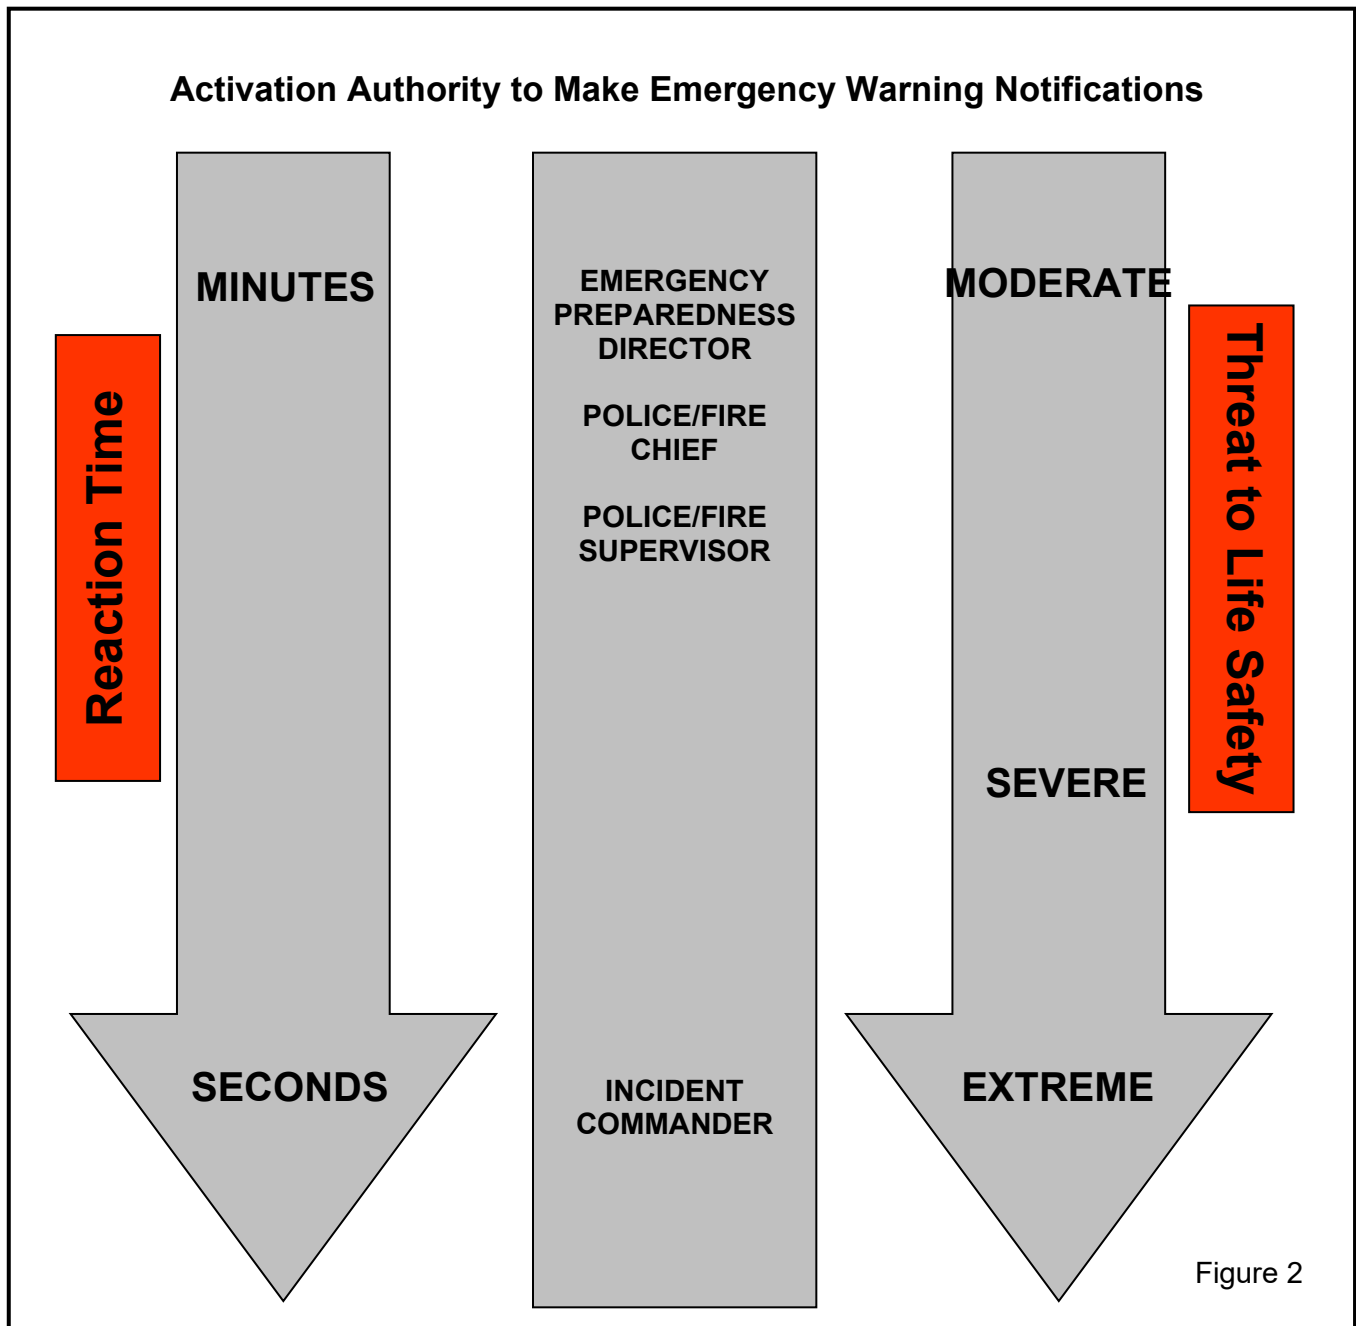 Activation Authority to Make Emergency Warning Notifications
Reaction Time
MINUTES
SECONDS
EMERGENCY
PREPAREDNESS
DIRECTOR
POLICE/FIRE
CHIEF
POLICE/FIRE
SUPERVISOR
INCIDENT
COMMANDER
MODERATE
SEVERE
EXTREME
Threat to Life Safety
Figure 2